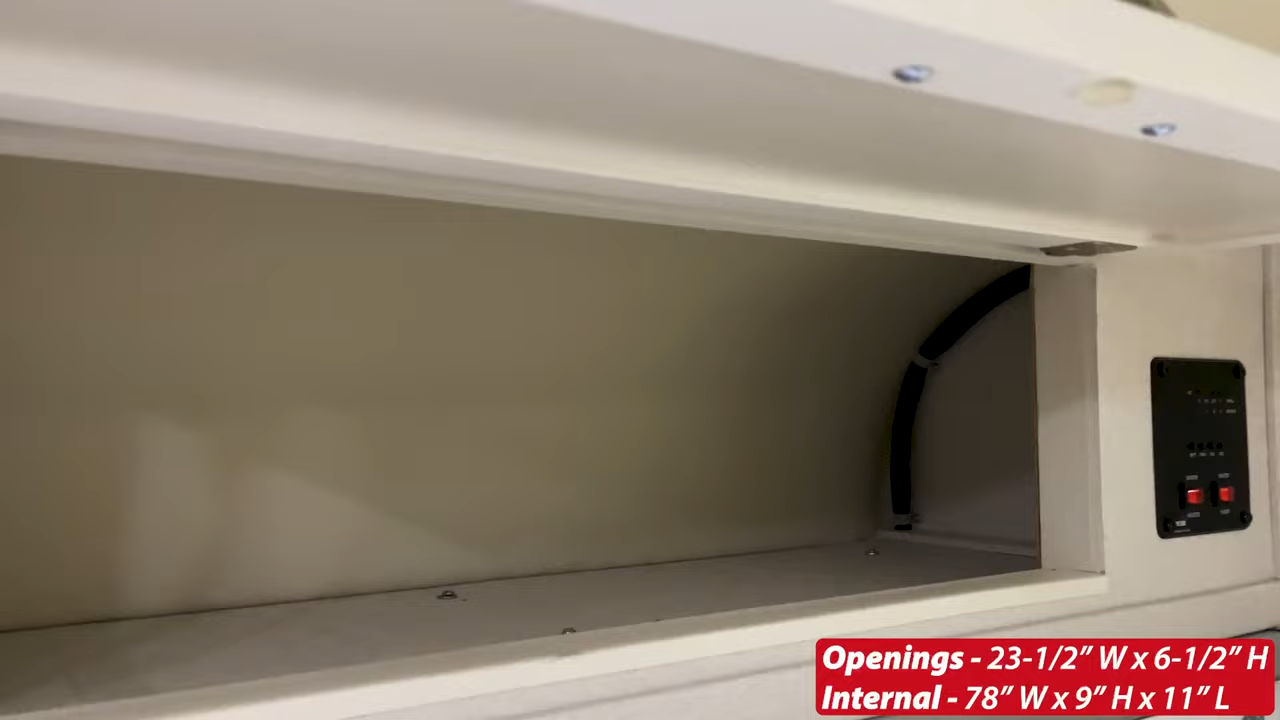 Openings - 23-1/2” W x 6-1/2” H
Internal - 78” W x 9” H x 11” L